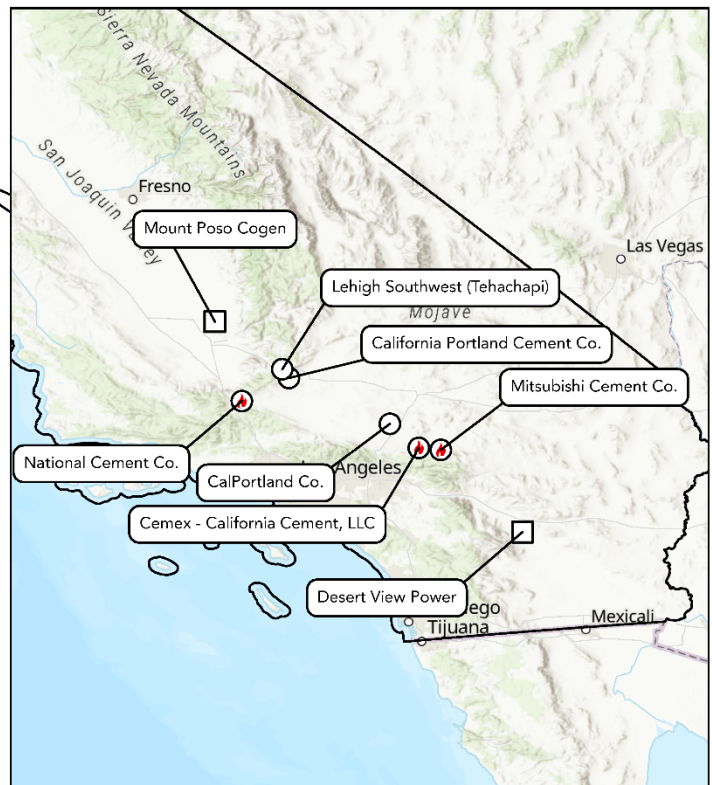 Sierra Nevada Mountains
San Joaquin Valley
Fresno
Mount Poso Cogen
Las Vegas
Lehigh Southwest (Tehachapi)
Mojave
California Portland Cement Co.
Mitsubishi Cement Co.
National Cement Co.
Angeles
CalPortland Co.
Cemex - California Cement, LLC
Desert View Power
ego
Mexicali
Tijuana